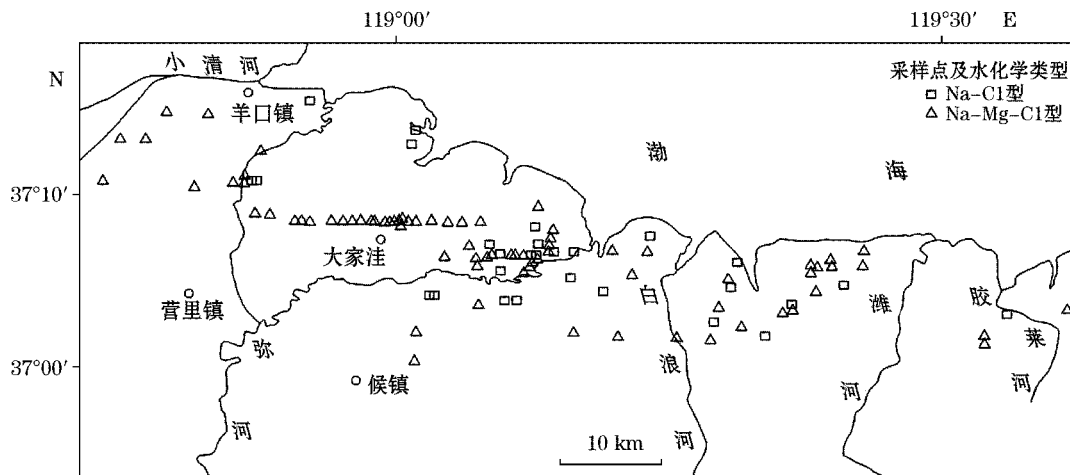 119°00′
119°30′ E
N
小清河
采样点及水化学类型
Na-Cl型
Na-Mg-Cl型
羊口镇
渤海
37°10′
大家洼
营里镇
弥河
白浪河
潍河
胶莱河
37°00′
候镇
10 km